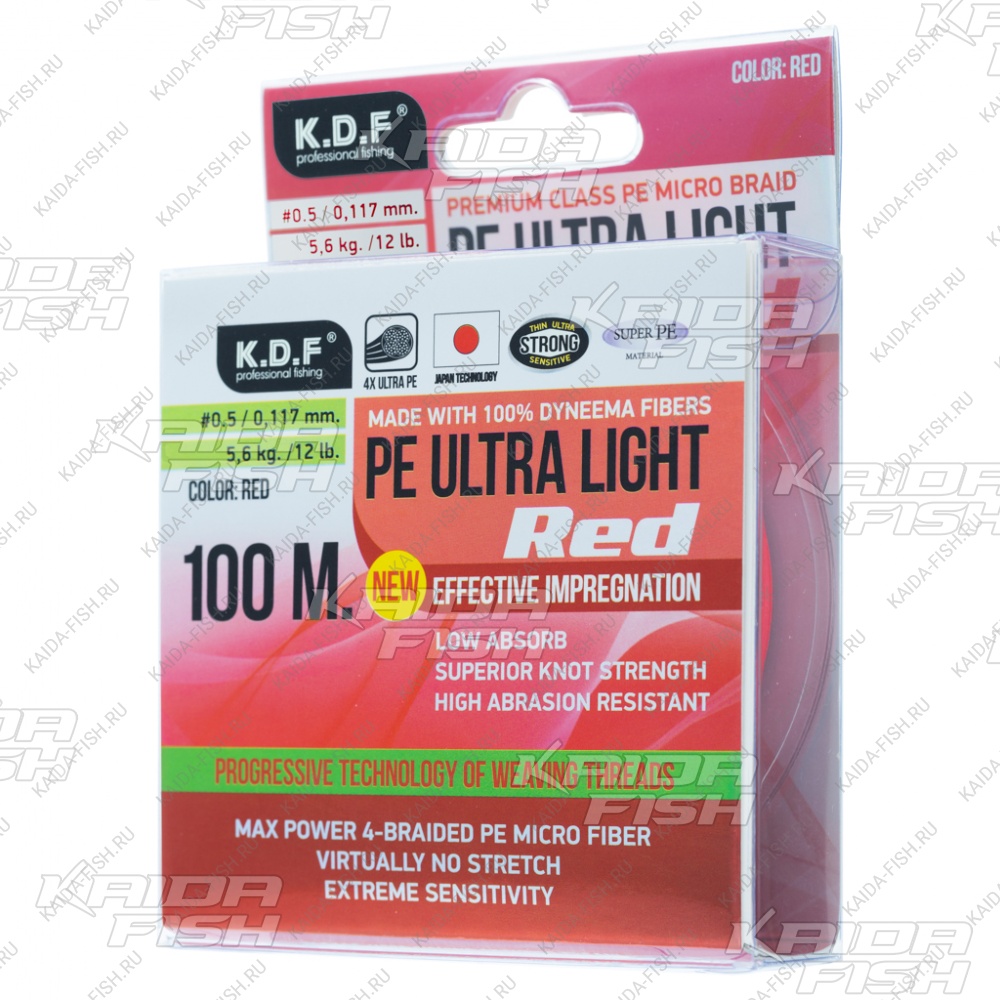 COLOR: RED
K.D.F®
professional fishing
#0.5 / 0,117 mm.
5,6 kg. /12 lb.
PREMIUM CLASS PE MICRO BRAID
PE ULTRA LIGHT
K.D.F®
professional fishing
4X ULTRA PE
JAPAN TECHNOLOGY
THIN ULTRA
STRONG
SENSITIVE
SUPER PE
MATERIAL
#0.5 / 0,117 mm.
5,6 kg. /12 lb.
COLOR: RED
MADE WITH 100% DYNEEMA FIBERS
PE ULTRA LIGHT
Red
100 M.
NEW
EFFECTIVE IMPREGNATION
LOW ABSORB
SUPERIOR KNOT STRENGTH
HIGH ABRASION RESISTANT
PROGRESSIVE TECHNOLOGY OF WEAVING THREADS
MAX POWER 4-BRAIDED PE MICRO FIBER
VIRTUALLY NO STRETCH
EXTREME SENSITIVITY
KAIDA
FISH
KAIDA-FISH.RU